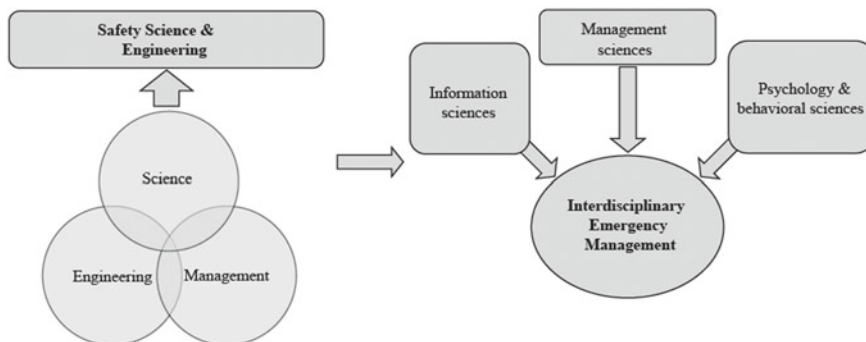 Safety Science &
Engineering
Science
Engineering
Management
Management
sciences
Information
sciences
Psychology &
behavioral sciences
Interdisciplinary
Emergency
Management